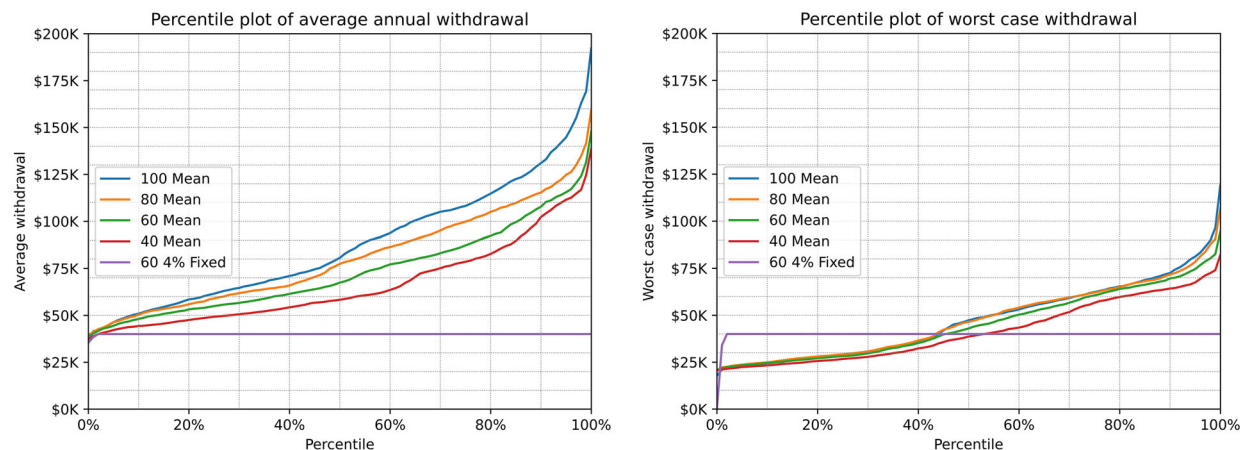 Percentile plot of average annual withdrawal
$200K
$175K
$150K
$125K
$100K
$75K
$50K
$25K
$0K
Average withdrawal
100 Mean
80 Mean
60 Mean
40 Mean
60 4% Fixed
0%
20%
40%
60%
80%
100%
Percentile
Percentile plot of worst case withdrawal
$200K
$175K
$150K
$125K
$100K
$75K
$50K
$25K
$0K
Worst case withdrawal
100 Mean
80 Mean
60 Mean
40 Mean
60 4% Fixed
0%
20%
40%
60%
80%
100%
Percentile